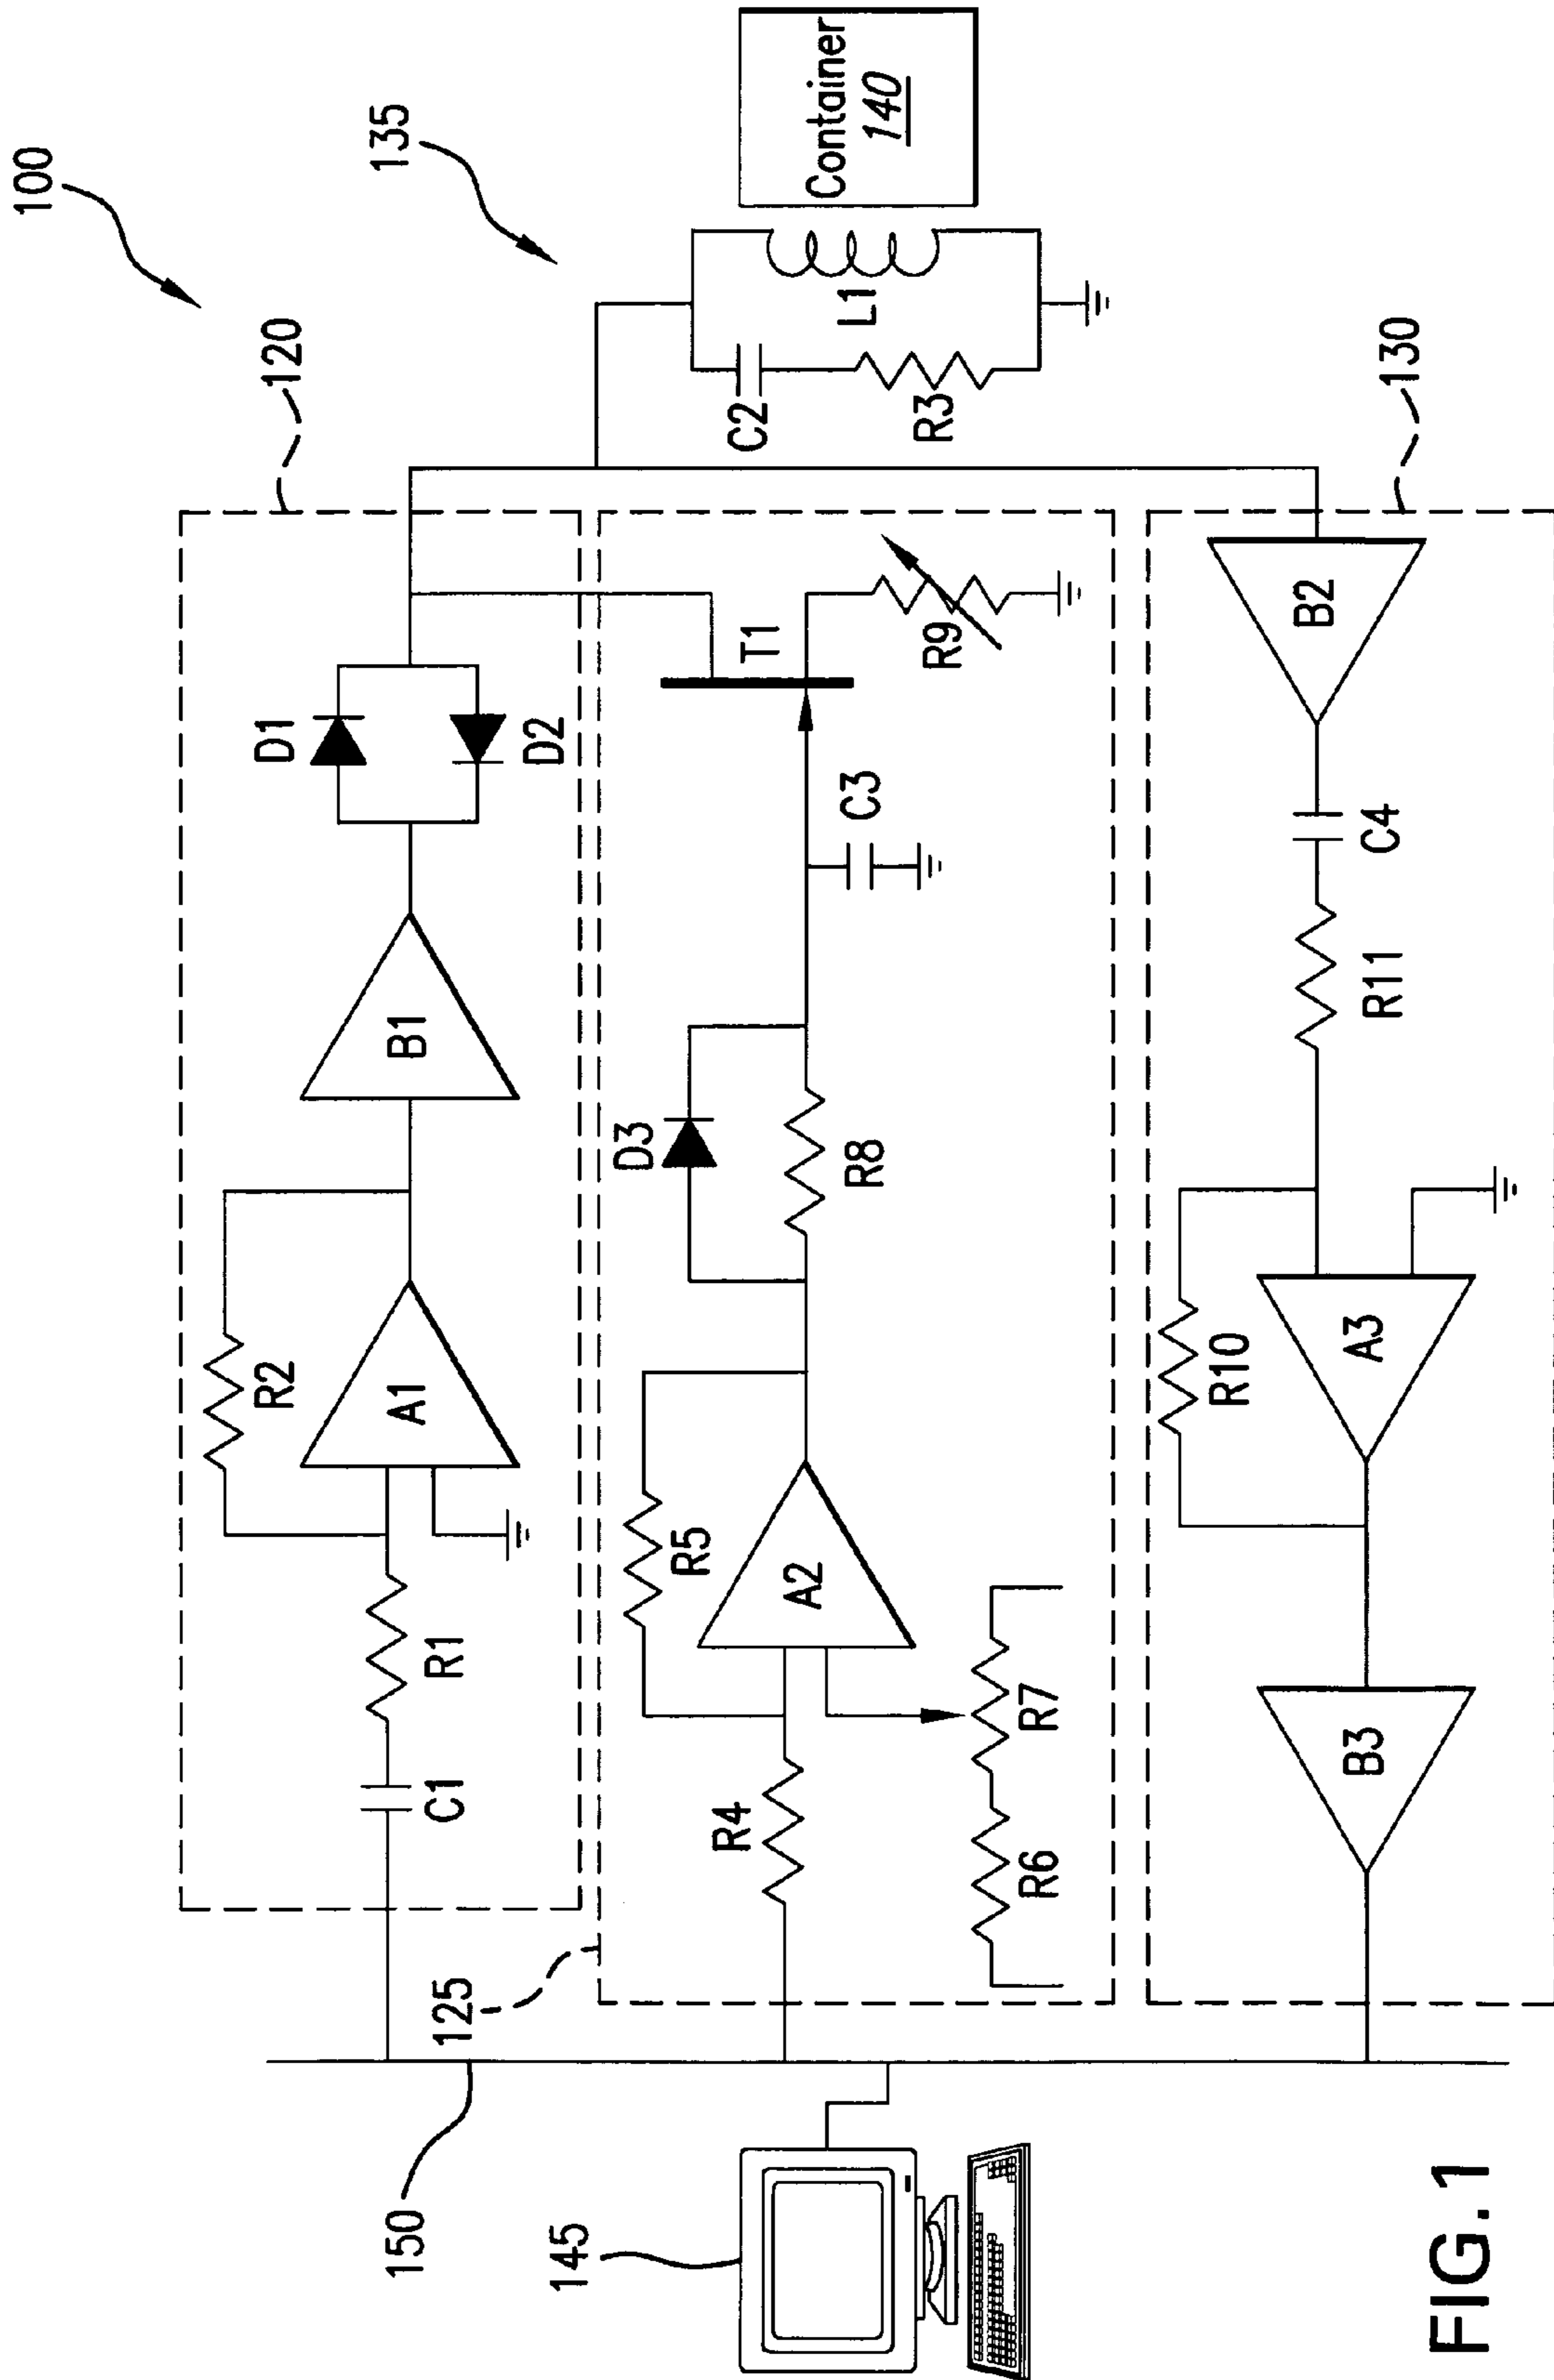 100
120
135
D1
D2
B1
R2
A1
R1
C1
C2
L1
R3
Container
140
125
T1
R9
C3
D3
R8
R5
A2
R4
R7
R6
150
145
130
B2
C4
R11
R10
A3
B3
FIG.1